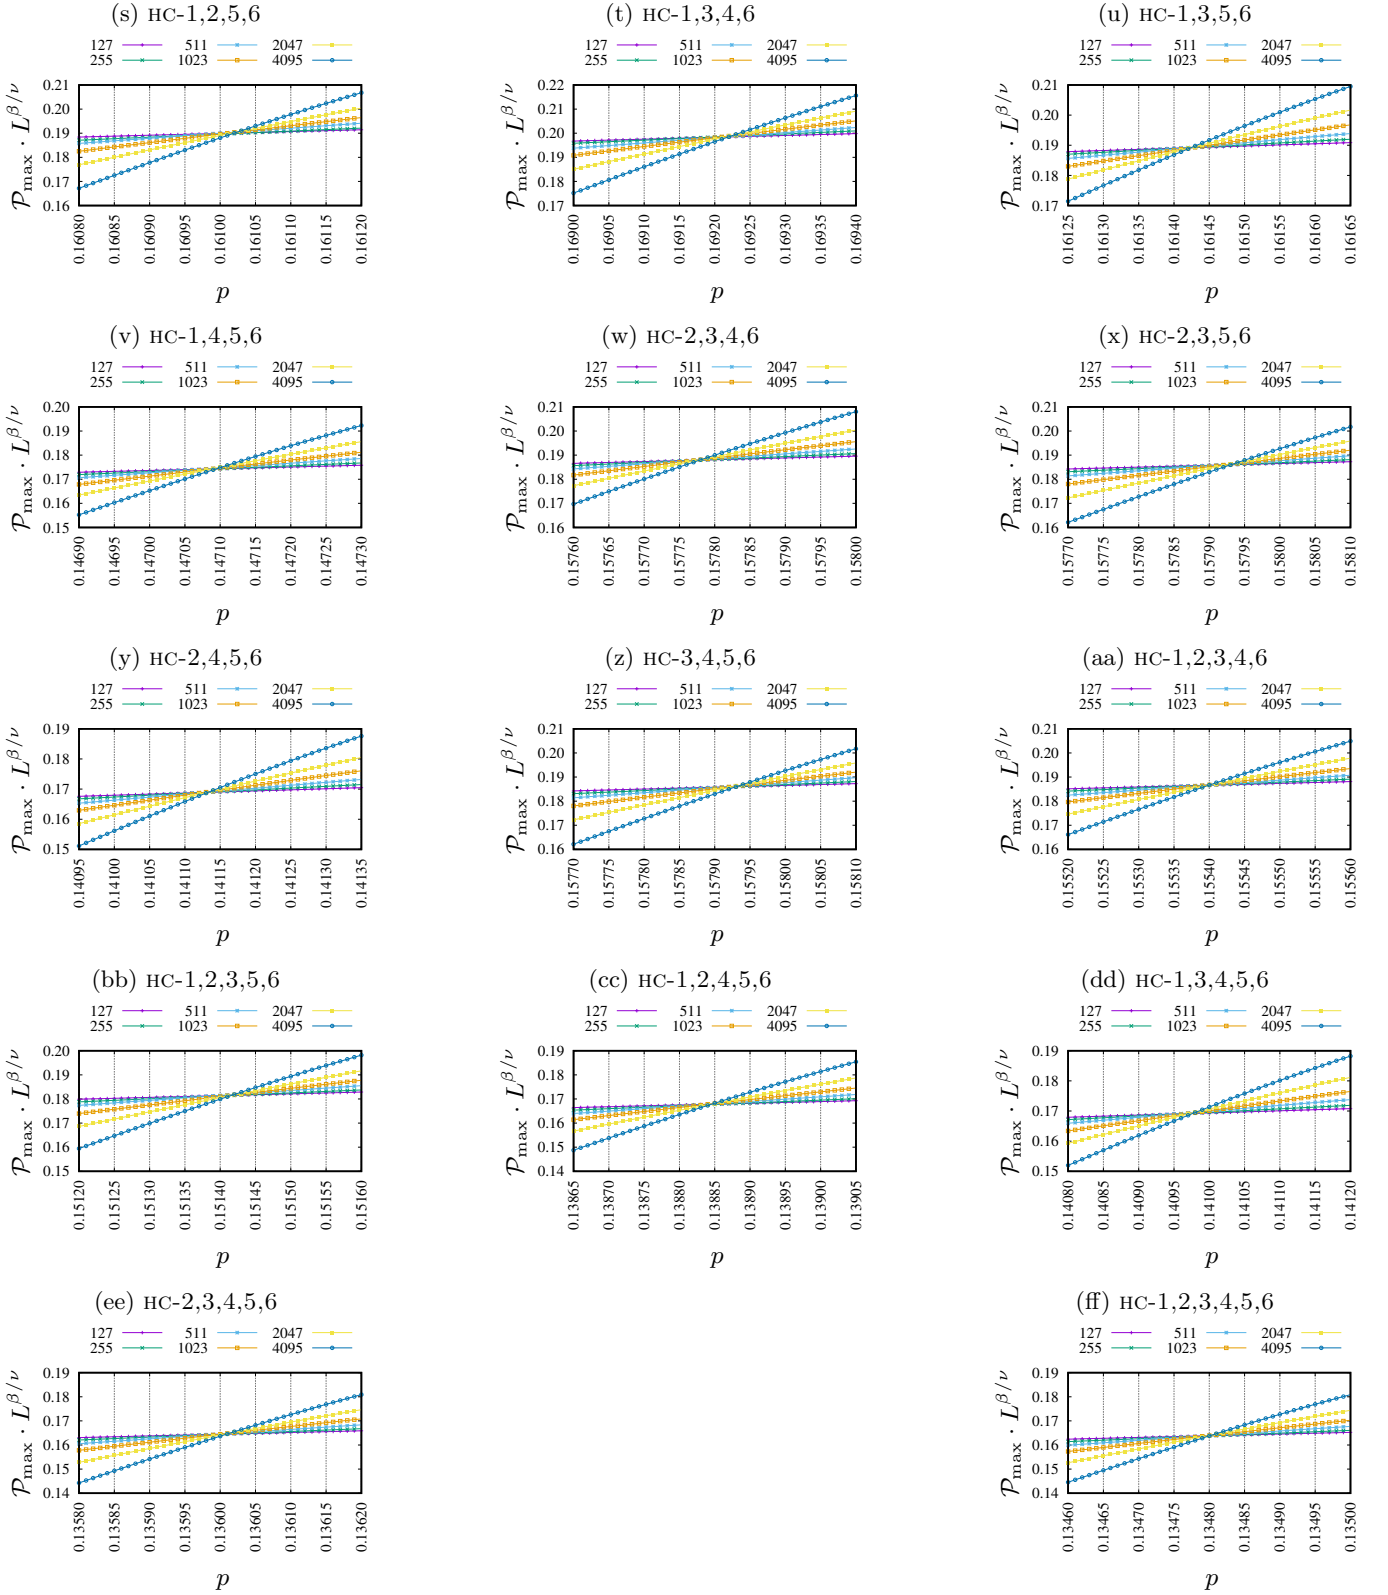 (s) HC-1,2,5,6
127 511 2047
255 1023 4095
0.21
0.20
0.19
0.18
0.17
0.16
𝒫max · L^β/ν
0.16080 0.16085 0.16090 0.16095 0.16100 0.16105 0.16110 0.16115 0.16120
p
(t) HC-1,3,4,6
127 511 2047
255 1023 4095
0.22
0.21
0.20
0.19
0.18
0.17
𝒫max · L^β/ν
0.16900 0.16905 0.16910 0.16915 0.16920 0.16925 0.16930 0.16935 0.16940
p
(u) HC-1,3,5,6
127 511 2047
255 1023 4095
0.21
0.20
0.19
0.18
0.17
𝒫max · L^β/ν
0.16125 0.16130 0.16135 0.16140 0.16145 0.16150 0.16155 0.16160 0.16165
p
(v) HC-1,4,5,6
127 511 2047
255 1023 4095
0.20
0.19
0.18
0.17
0.16
0.15
𝒫max · L^β/ν
0.14690 0.14695 0.14700 0.14705 0.14710 0.14715 0.14720 0.14725 0.14730
p
(w) HC-2,3,4,6
127 511 2047
255 1023 4095
0.21
0.20
0.19
0.18
0.17
0.16
𝒫max · L^β/ν
0.15760 0.15765 0.15770 0.15775 0.15780 0.15785 0.15790 0.15795 0.15800
p
(x) HC-2,3,5,6
127 511 2047
255 1023 4095
0.21
0.20
0.19
0.18
0.17
0.16
𝒫max · L^β/ν
0.15770 0.15775 0.15780 0.15785 0.15790 0.15795 0.15800 0.15805 0.15810
p
(y) HC-2,4,5,6
127 511 2047
255 1023 4095
0.19
0.18
0.17
0.16
0.15
𝒫max · L^β/ν
0.14095 0.14100 0.14105 0.14110 0.14115 0.14120 0.14125 0.14130 0.14135
p
(z) HC-3,4,5,6
127 511 2047
255 1023 4095
0.21
0.20
0.19
0.18
0.17
0.16
𝒫max · L^β/ν
0.15770 0.15775 0.15780 0.15785 0.15790 0.15795 0.15800 0.15805 0.15810
p
(aa) HC-1,2,3,4,6
127 511 2047
255 1023 4095
0.21
0.20
0.19
0.18
0.17
0.16
𝒫max · L^β/ν
0.15520 0.15525 0.15530 0.15535 0.15540 0.15545 0.15550 0.15555 0.15560
p
(bb) HC-1,2,3,5,6
127 511 2047
255 1023 4095
0.20
0.19
0.18
0.17
0.16
0.15
𝒫max · L^β/ν
0.15120 0.15125 0.15130 0.15135 0.15140 0.15145 0.15150 0.15155 0.15160
p
(cc) HC-1,2,4,5,6
127 511 2047
255 1023 4095
0.19
0.18
0.17
0.16
0.15
0.14
𝒫max · L^β/ν
0.13865 0.13870 0.13875 0.13880 0.13885 0.13890 0.13895 0.13900 0.13905
p
(dd) HC-1,3,4,5,6
127 511 2047
255 1023 4095
0.19
0.18
0.17
0.16
0.15
𝒫max · L^β/ν
0.14080 0.14085 0.14090 0.14095 0.14100 0.14105 0.14110 0.14115 0.14120
p
(ee) HC-2,3,4,5,6
127 511 2047
255 1023 4095
0.19
0.18
0.17
0.16
0.15
0.14
𝒫max · L^β/ν
0.13580 0.13585 0.13590 0.13595 0.13600 0.13605 0.13610 0.13615 0.13620
p
(ff) HC-1,2,3,4,5,6
127 511 2047
255 1023 4095
0.19
0.18
0.17
0.16
0.15
0.14
𝒫max · L^β/ν
0.13460 0.13465 0.13470 0.13475 0.13480 0.13485 0.13490 0.13495 0.13500
p